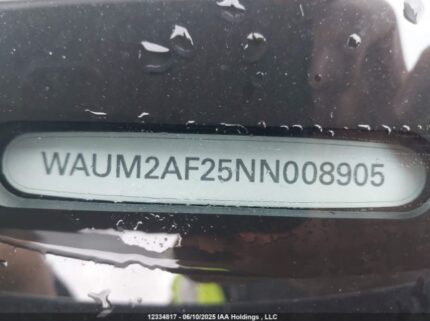 WAUM2AF25NN008905
12334817 - 06/10/2025 IAA Holdings , LLC